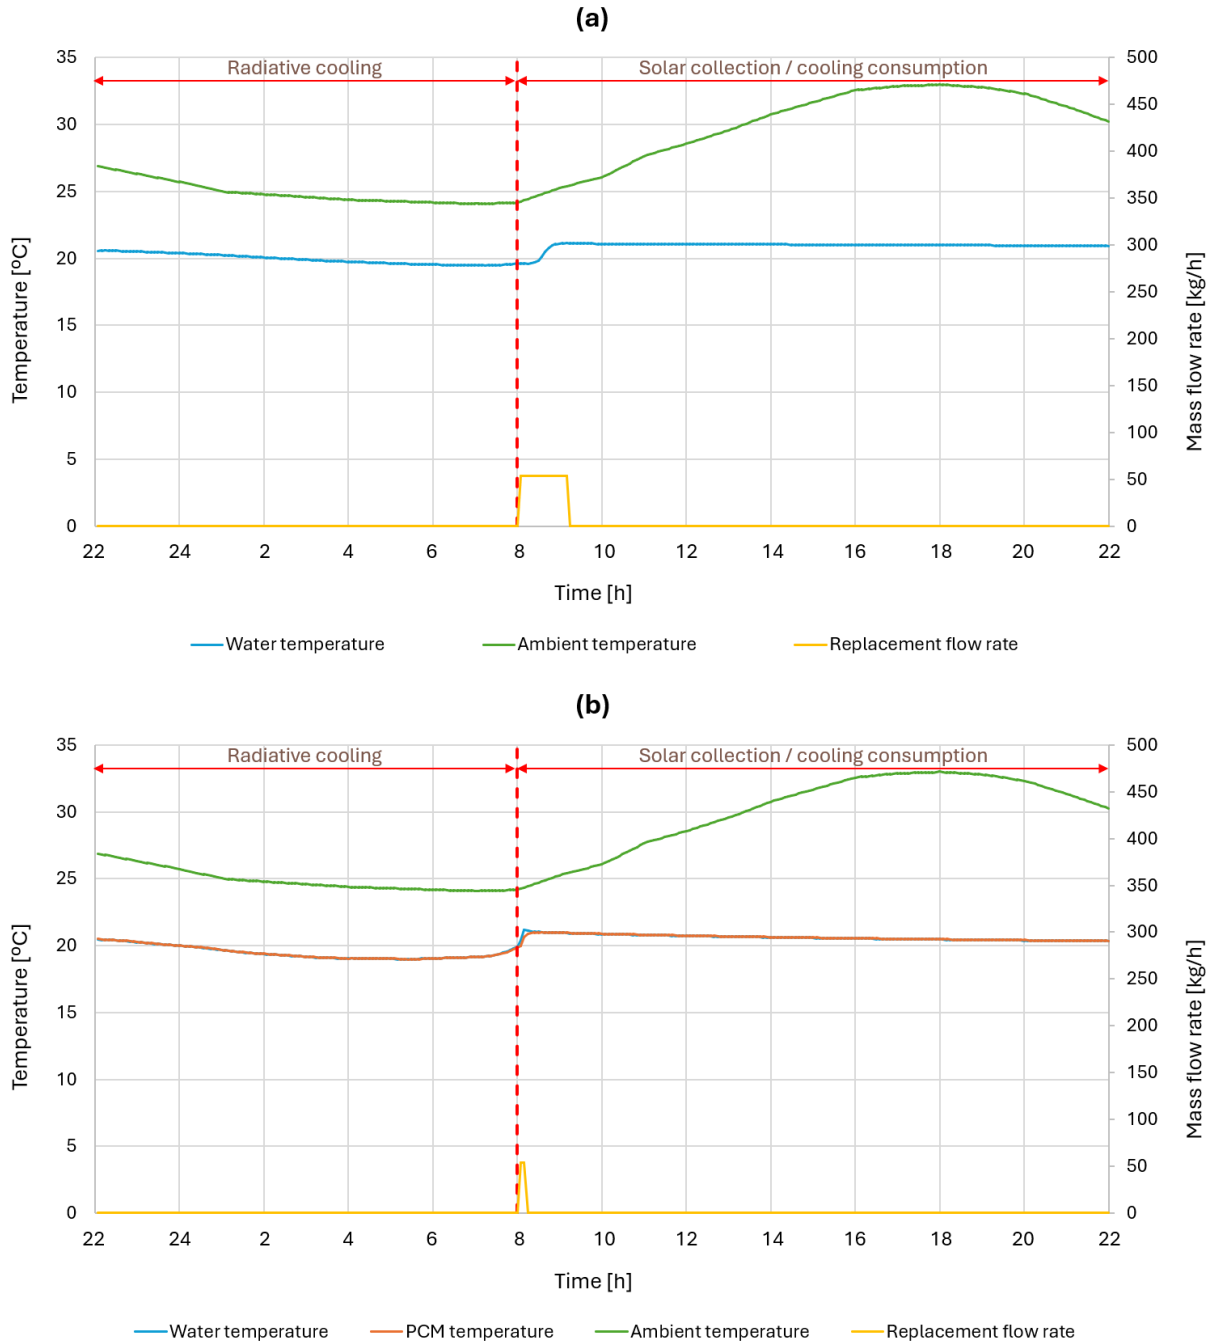 (a)
Radiative cooling
Solar collection / cooling consumption
35
30
25
20
15
10
5
0
Temperature [ºC]
500
450
400
350
300
250
200
150
100
50
0
Mass flow rate [kg/h]
22 24 2 4 6 8 10 12 14 16 18 20 22
Time [h]
Water temperature Ambient temperature Replacement flow rate
(b)
Radiative cooling
Solar collection / cooling consumption
35
30
25
20
15
10
5
0
Temperature [ºC]
500
450
400
350
300
250
200
150
100
50
0
Mass flow rate [kg/h]
22 24 2 4 6 8 10 12 14 16 18 20 22
Time [h]
Water temperature PCM temperature Ambient temperature Replacement flow rate